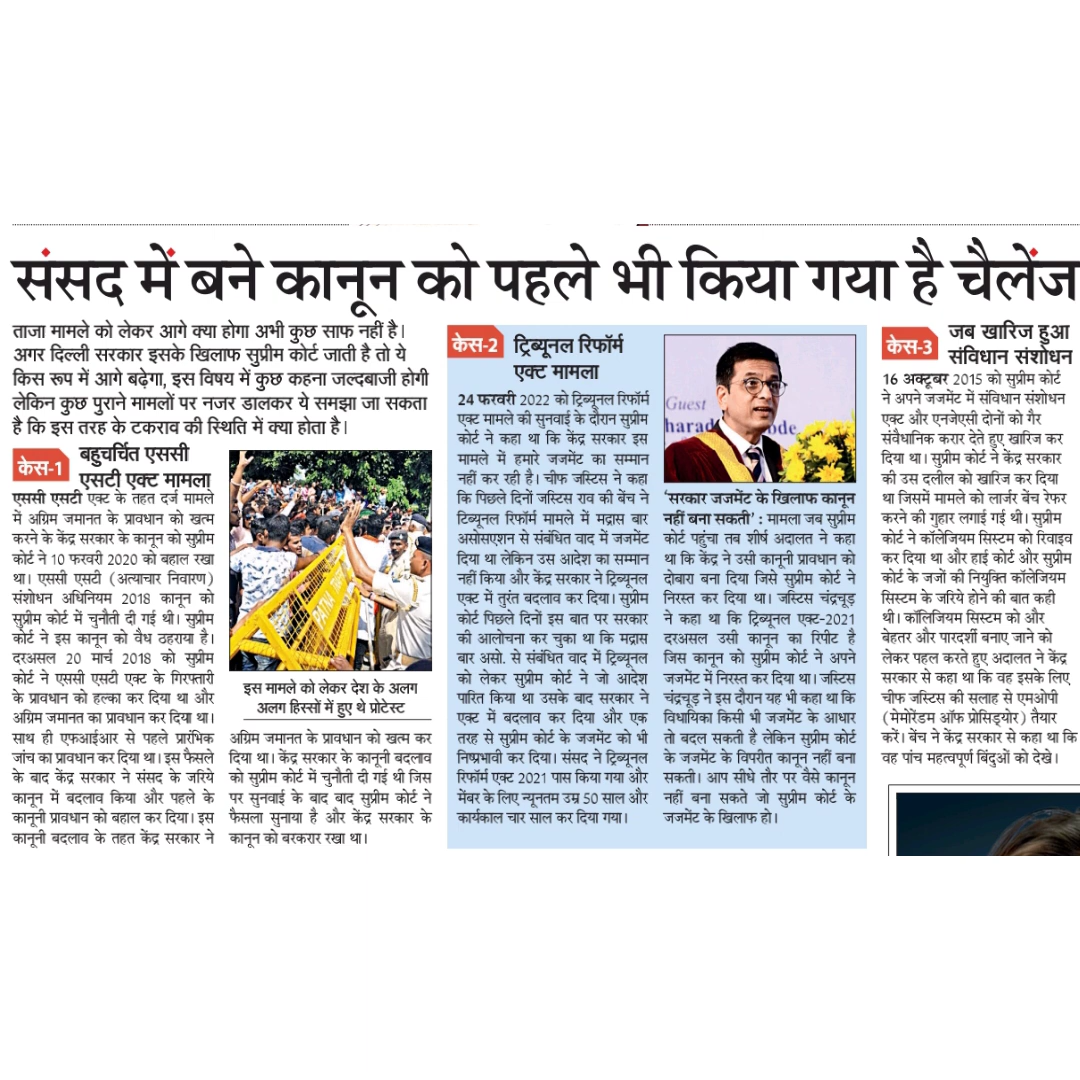 संसद में बने कानून को पहले भी किया गया है चैलेंज
ताजा मामले को लेकर आगे क्या होगा अभी कुछ साफ नहीं है।
अगर दिल्ली सरकार इसके खिलाफ सुप्रीम कोर्ट जाती है तो ये
किस रूप में आगे बढ़ेगा, इस विषय में कुछ कहना जल्दबाजी होगी
लेकिन कुछ पुराने मामलों पर नजर डालकर ये समझा जा सकता
है कि इस तरह के टकराव की स्थिति में क्या होता है।
केस-1
बहुचर्चित एससी
एसटी एक्ट मामला
एससी एसटी एक्ट के तहत दर्ज मामले
में अग्रिम जमानत के प्रावधान को खत्म
करने के केंद्र सरकार के कानून को सुप्रीम
कोर्ट ने 10 फरवरी 2020 को बहाल रखा
था। एससी एसटी (अत्याचार निवारण)
संशोधन अधिनियम 2018 कानून को
सुप्रीम कोर्ट में चुनौती दी गई थी। सुप्रीम
कोर्ट ने इस कानून को वैध ठहराया है।
दरअसल 20 मार्च 2018 को सुप्रीम
कोर्ट ने एससी एसटी एक्ट के गिरफ्तारी
के प्रावधान को हल्का कर दिया था और
अग्रिम जमानत का प्रावधान कर दिया था।
साथ ही एफआईआर से पहले प्रारंभिक
जांच का प्रावधान कर दिया था। इस फैसले
के बाद केंद्र सरकार ने संसद के जरिये
कानून में बदलाव किया और पहले के
कानूनी प्रावधान को बहाल कर दिया। इस
कानूनी बदलाव के तहत केंद्र सरकार ने
PATNA
इस मामले को लेकर देश के अलग
अलग हिस्सों में हुए थे प्रोटेस्ट
अग्रिम जमानत के प्रावधान को खत्म कर
दिया था। केंद्र सरकार के कानूनी बदलाव
को सुप्रीम कोर्ट में चुनौती दी गई थी जिस
पर सुनवाई के बाद बाद सुप्रीम कोर्ट ने
फैसला सुनाया है और केंद्र सरकार के
कानून को बरकरार रखा था।
केस-2
ट्रिब्यूनल रिफॉर्म
एक्ट मामला
24 फरवरी 2022 को ट्रिब्यूनल रिफॉर्म
एक्ट मामले की सुनवाई के दौरान सुप्रीम
कोर्ट ने कहा था कि केंद्र सरकार इस
मामले में हमारे जजमेंट का सम्मान
नहीं कर रही है। चीफ जस्टिस ने कहा
कि पिछले दिनों जस्टिस राव की बेंच ने
टिब्यूनल रिफॉर्म मामले में मद्रास बार
असोसएशन से संबंधित वाद में जजमेंट
दिया था लेकिन उस आदेश का सम्मान
नहीं किया और केंद्र सरकार ने ट्रिब्यूनल
एक्ट में तुरंत बदलाव कर दिया। सुप्रीम
कोर्ट पिछले दिनों इस बात पर सरकार
की आलोचना कर चुका था कि मद्रास
बार असो. से संबंधित वाद में ट्रिब्यूनल
को लेकर सुप्रीम कोर्ट ने जो आदेश
पारित किया था उसके बाद सरकार ने
एक्ट में बदलाव कर दिया और एक
तरह से सुप्रीम कोर्ट के जजमेंट को भी
निष्प्रभावी कर दिया। संसद ने ट्रिब्यूनल
रिफॉर्म एक्ट 2021 पास किया गया और
मेंबर के लिए न्यूनतम उम्र 50 साल और
कार्यकाल चार साल कर दिया गया।
Guest
'सरकार जजमेंट के खिलाफ कानून
नहीं बना सकती' : मामला जब सुप्रीम
कोर्ट पहुंचा तब शीर्ष अदालत ने कहा
था कि केंद्र ने उसी कानूनी प्रावधान को
दोबारा बना दिया जिसे सुप्रीम कोर्ट ने
निरस्त कर दिया था। जस्टिस चंद्रचूड़
ने कहा था कि ट्रिब्यूनल एक्ट-2021
दरअसल उसी कानून का रिपीट है
जिस कानून को सुप्रीम कोर्ट ने अपने
जजमेंट में निरस्त कर दिया था। जस्टिस
चंद्रचूड़ ने इस दौरान यह भी कहा था कि
विधायिका किसी भी जजमेंट के आधार
तो बदल सकती है लेकिन सुप्रीम कोर्ट
के जजमेंट के विपरीत कानून नहीं बना
सकती। आप सीधे तौर पर वैसे कानून
नहीं बना सकते जो सुप्रीम कोर्ट के
जजमेंट के खिलाफ हो।
केस-3
जब खारिज हुआ
संविधान संशोधन
16 अक्टूबर 2015 को सुप्रीम कोर्ट
ने अपने जजमेंट में संविधान संशोधन
एक्ट और एनजेएसी दोनों को गैर
संवैधानिक करार देते हुए खारिज कर
दिया था। सुप्रीम कोर्ट ने केंद्र सरकार
की उस दलील को खारिज कर दिया
था जिसमें मामले को लार्जर बेंच रेफर
करने की गुहार लगाई गई थी। सुप्रीम
कोर्ट ने कॉलेजियम सिस्टम को रिवाइव
कर दिया था और हाई कोर्ट और सुप्रीम
कोर्ट के जजों की नियुक्ति कॉलेजियम
सिस्टम के जरिये होने की बात कही
थी। कॉलिजियम सिस्टम को और
बेहतर और पारदर्शी बनाए जाने को
लेकर पहल करते हुए अदालत ने केंद्र
सरकार से कहा था कि वह इसके लिए
चीफ जस्टिस की सलाह से एमओपी
(मेमोरेंडम ऑफ प्रोसिड्योर) तैयार
करें। बेंच ने केंद्र सरकार से कहा था कि
वह पांच महत्वपूर्ण बिंदुओं को देखे।